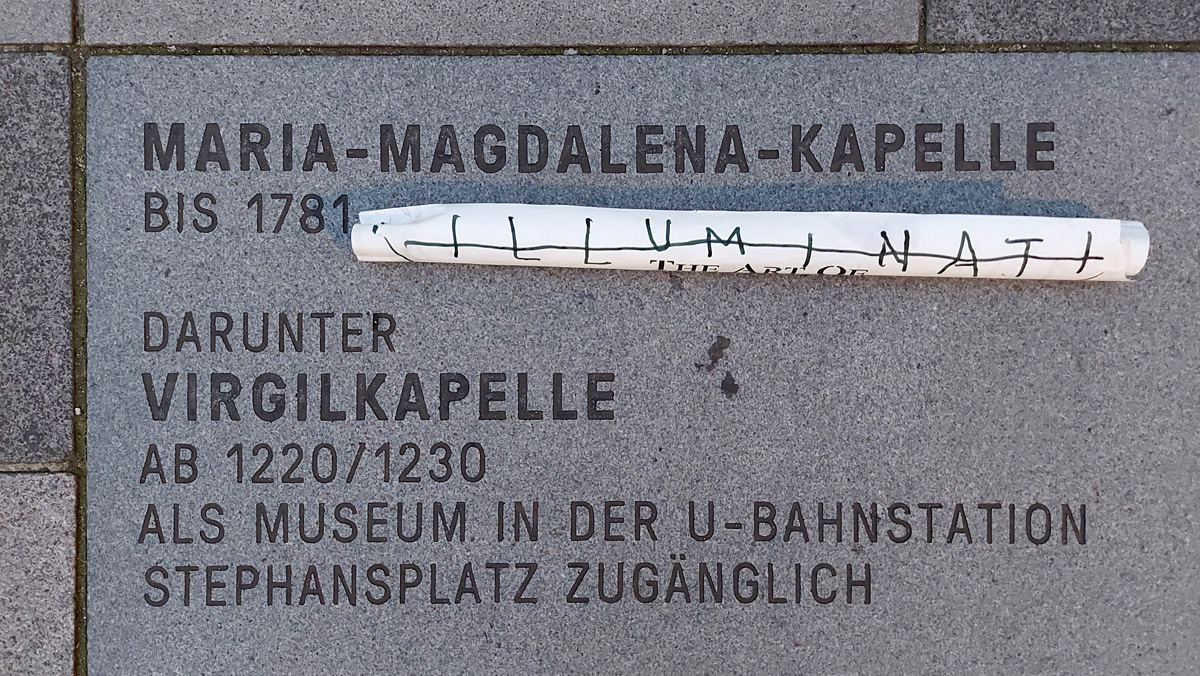 MARIA-MAGDALENA-KAPELLE
BIS 1781
ILLUMINATI
THE ART OF
DARUNTER
VIRGILKAPELLE
AB 1220/1230
ALS MUSEUM IN DER U-BAHNSTATION
STEPHANSPLATZ ZUGÄNGLICH